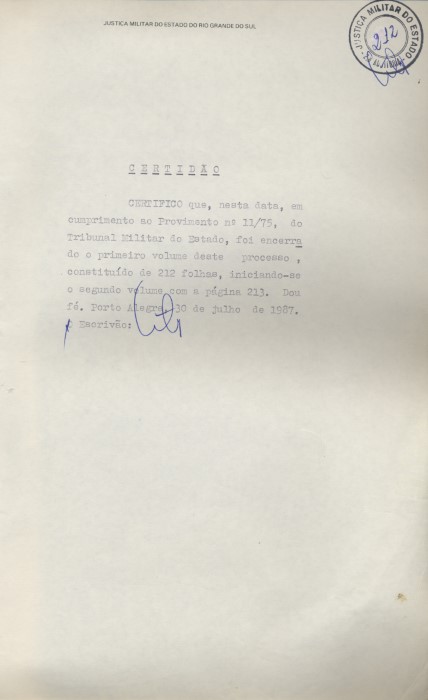 JUSTIÇA MILITAR DO ESTADO DO RIO GRANDE DO SUL
JUSTIÇA MILITAR DO ESTADO
212
CERTIDÃO
CERTIFICO que, nesta data, em
cumprimento ao Provimento nº 11/75, do
Tribunal Militar do Estado, foi encerra
do o primeiro volume deste processo,
constituído de 212 folhas, iniciando-se
o segundo volume com a página 213. Dou
fé. Porto Alegre, 30 de julho de 1987.
O Escrivão: